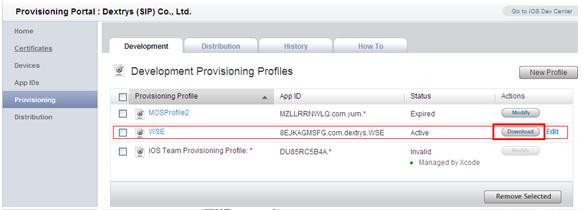 Provisioning Portal : Dextrys (SIP) Co., Ltd.
Go to iOS Dev Center
Home
Certificates
Devices
App IDs
Provisioning
Distribution
Development
Distribution
History
How To
Development Provisioning Profiles
New Profile
Provisioning Profile App ID Status Actions
MOSProfile2 MZLLRRNWLQ.com.yum.* Expired Modify
WSE 8EJKAGMSFG.com.dextrys.WSE Active Download Edit
iOS Team Provisioning Profile: * DU85RC5B4A.* Invalid Modify
• Managed by Xcode
Remove Selected